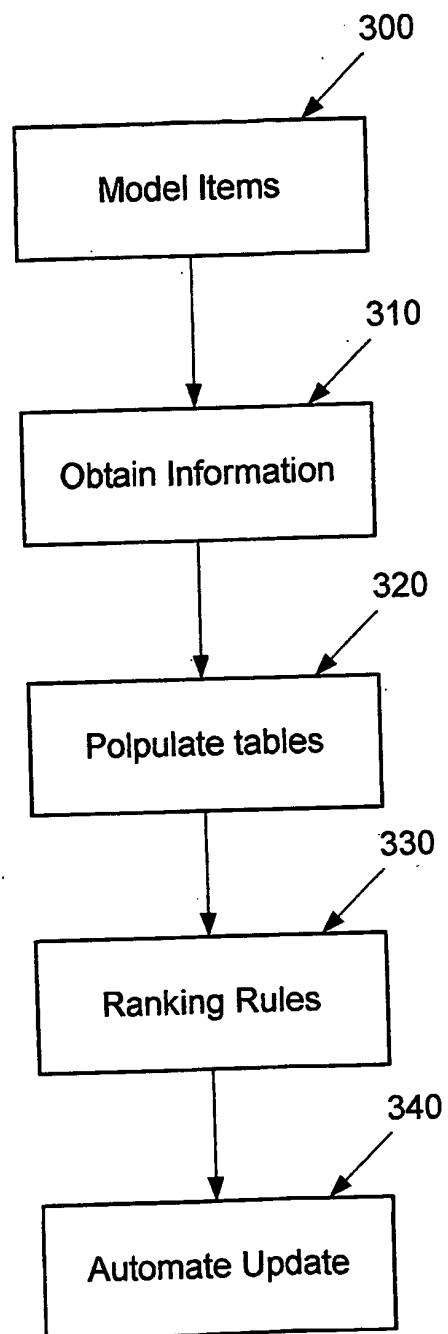 300
Model Items
310
Obtain Information
320
Polpulate tables
330
Ranking Rules
340
Automate Update